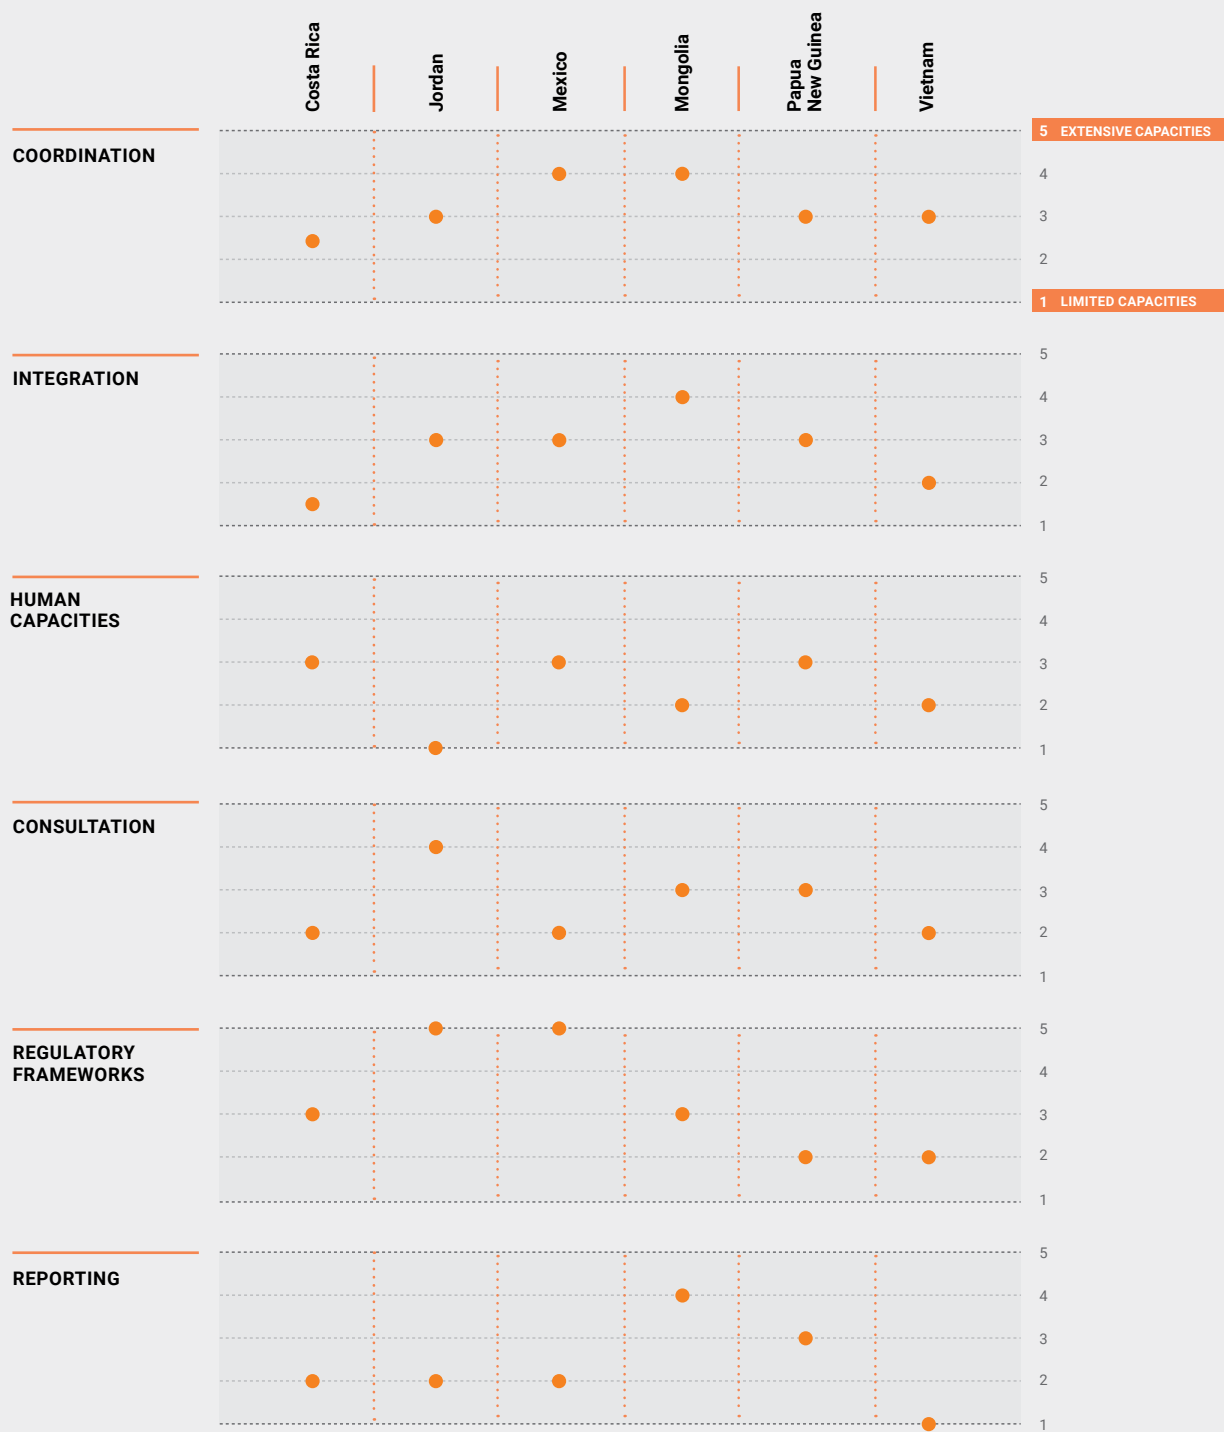 Costa Rica
Jordan
Mexico
Mongolia
Papua
New Guinea
Vietnam
COORDINATION
5 EXTENSIVE CAPACITIES
4
3
2
1 LIMITED CAPACITIES
INTEGRATION
5
4
3
2
1
HUMAN
CAPACITIES
5
4
3
2
1
CONSULTATION
5
4
3
2
1
REGULATORY
FRAMEWORKS
5
4
3
2
1
REPORTING
5
4
3
2
1